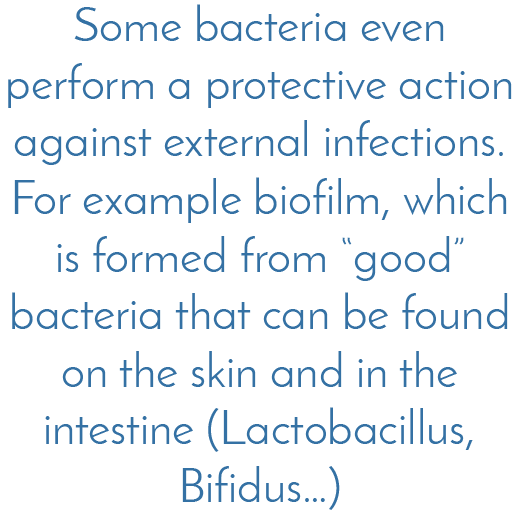 Some bacteria even
perform a protective action
against external infections.
For example biofilm, which
is formed from “good”
bacteria that can be found
on the skin and in the
intestine (Lactobacillus,
Bifidus...)